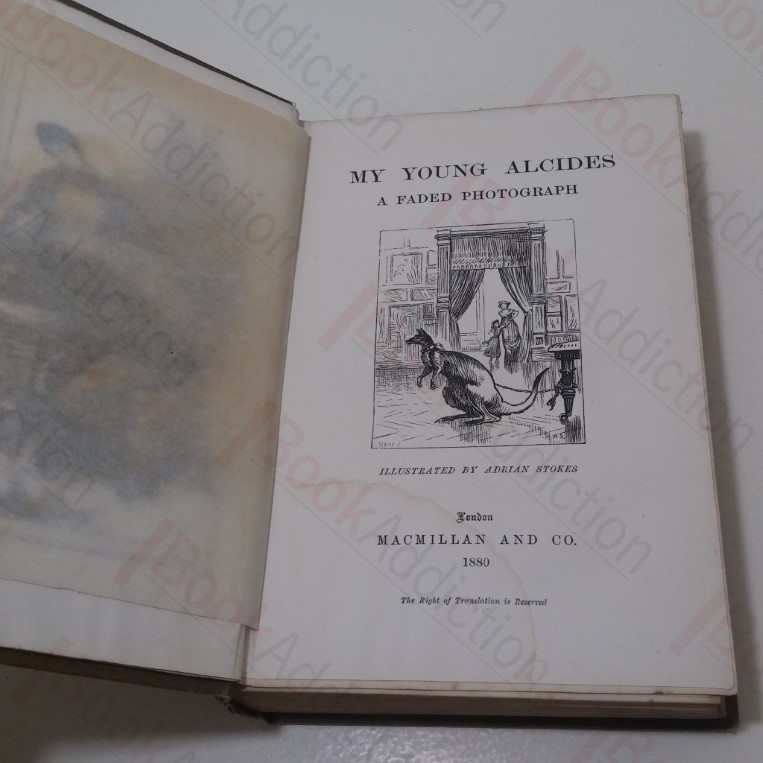 MY YOUNG ALCIDES
A FADED PHOTOGRAPH
ILLUSTRATED BY ADRIAN STOKES
London
MACMILLAN AND CO.
1880
The Right of Translation is Reserved
BookAddiction